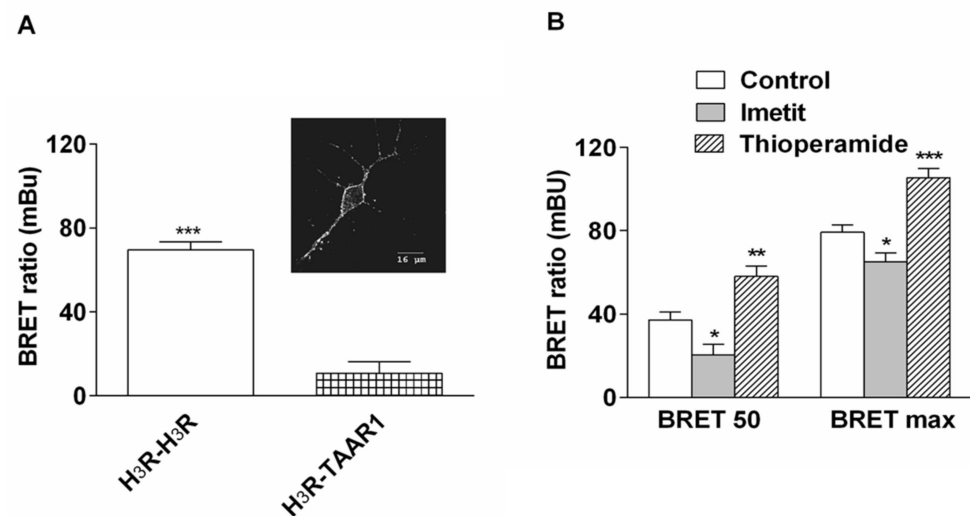 A
BRET ratio (mBu)
120
80
40
0
***
16 µm
H3R-H3R
H3R-TAAR1
B
Control
Imetit
Thioperamide
BRET ratio (mBU)
120
80
40
0
*
**
*
***
BRET 50
BRET max